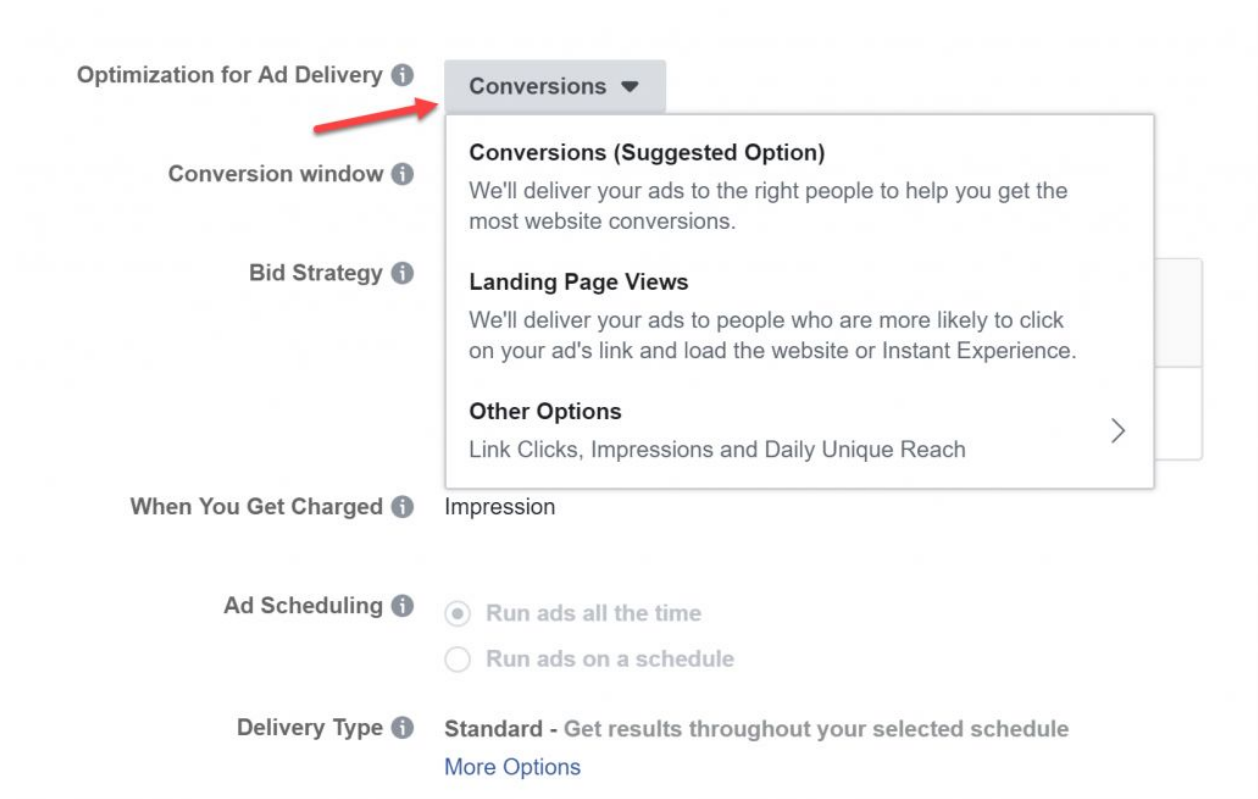 Optimization for Ad Delivery
Conversions
Conversions (Suggested Option)
We'll deliver your ads to the right people to help you get the
most website conversions.
Conversion window
Landing Page Views
We'll deliver your ads to people who are more likely to click
on your ad's link and load the website or Instant Experience.
Bid Strategy
Other Options
Link Clicks, Impressions and Daily Unique Reach
When You Get Charged
Impression
Ad Scheduling
Run ads all the time
Run ads on a schedule
Delivery Type
Standard - Get results throughout your selected schedule
More Options